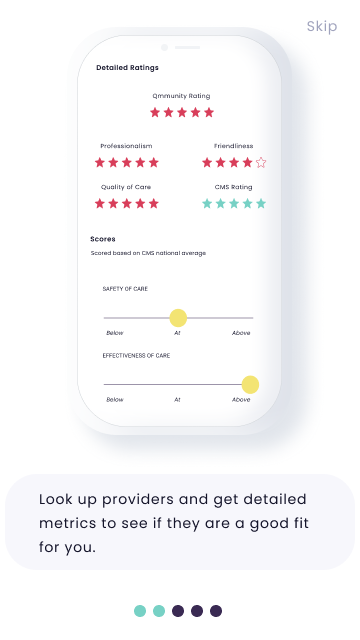 Skip
Detailed Ratings
Qmmunity Rating
Professionalism
Friendliness
Quality of Care
CMS Rating
Scores
Scored based on CMS national average
SAFETY OF CARE
Below At Above
EFFECTIVENESS OF CARE
Below At Above
Look up providers and get detailed
metrics to see if they are a good fit
for you.